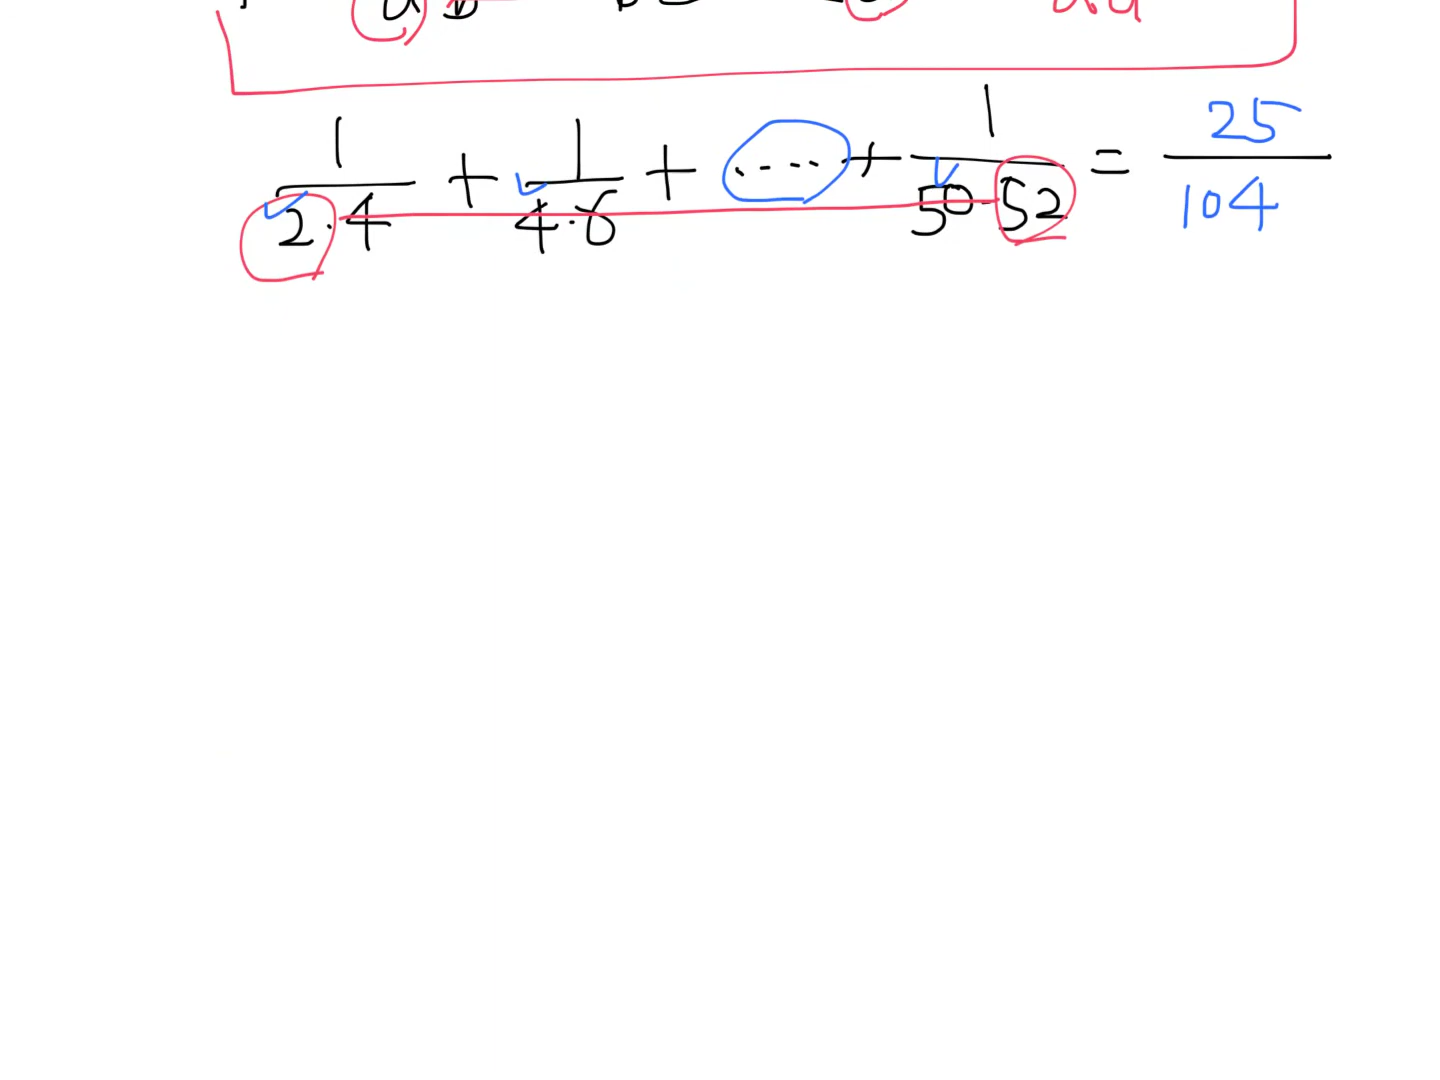 1/2·4 + 1/4·6 + .... + 1/50·52 = 25/104